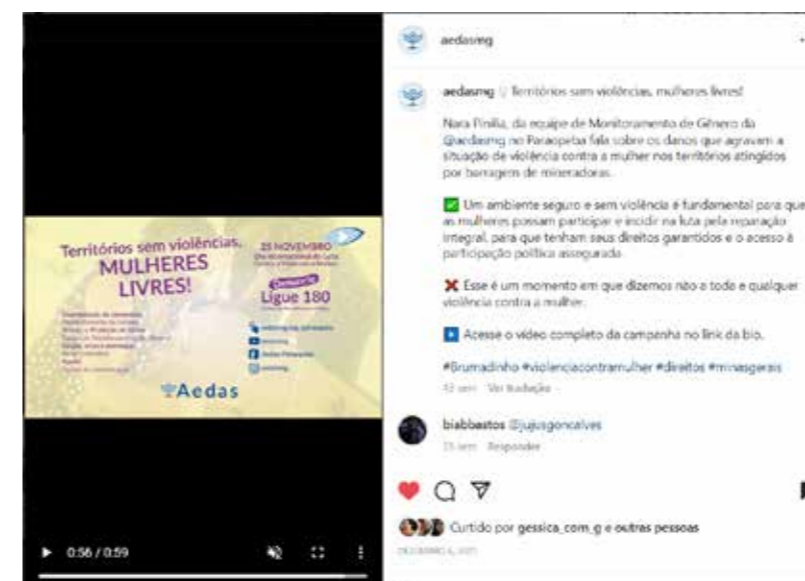 Territórios sem violências,
MULHERES
LIVRES!
25 NOVEMBRO
Dia Internacional de Luta
Denuncie
Ligue 180
Aedas
0:56 / 0:59
aedasmg
aedasmg Territórios sem violências, mulheres livres!
Nara Pinilla, da equipe de Monitoramento de Gênero da
@aedasmg no Paraopeba fala sobre os danos que agravam a
situação de violência contra a mulher nos territórios atingidos
por barragem de mineradoras.
Um ambiente seguro e sem violência é fundamental para que
as mulheres possam participar e incidir na luta pela reparação
integral, para que tenham seus direitos garantidos e o acesso à
participação política assegurada.
Esse é um momento em que dizemos não a toda e qualquer
violência contra a mulher.
Acesse o vídeo completo da campanha no link da bio.
#Brumadinho #violenciacontramulher #direitos #minasgerais
Ver tradução
biabbastos @jujusgoncalves
Responder
Curtido por gessica_com_g e outras pessoas